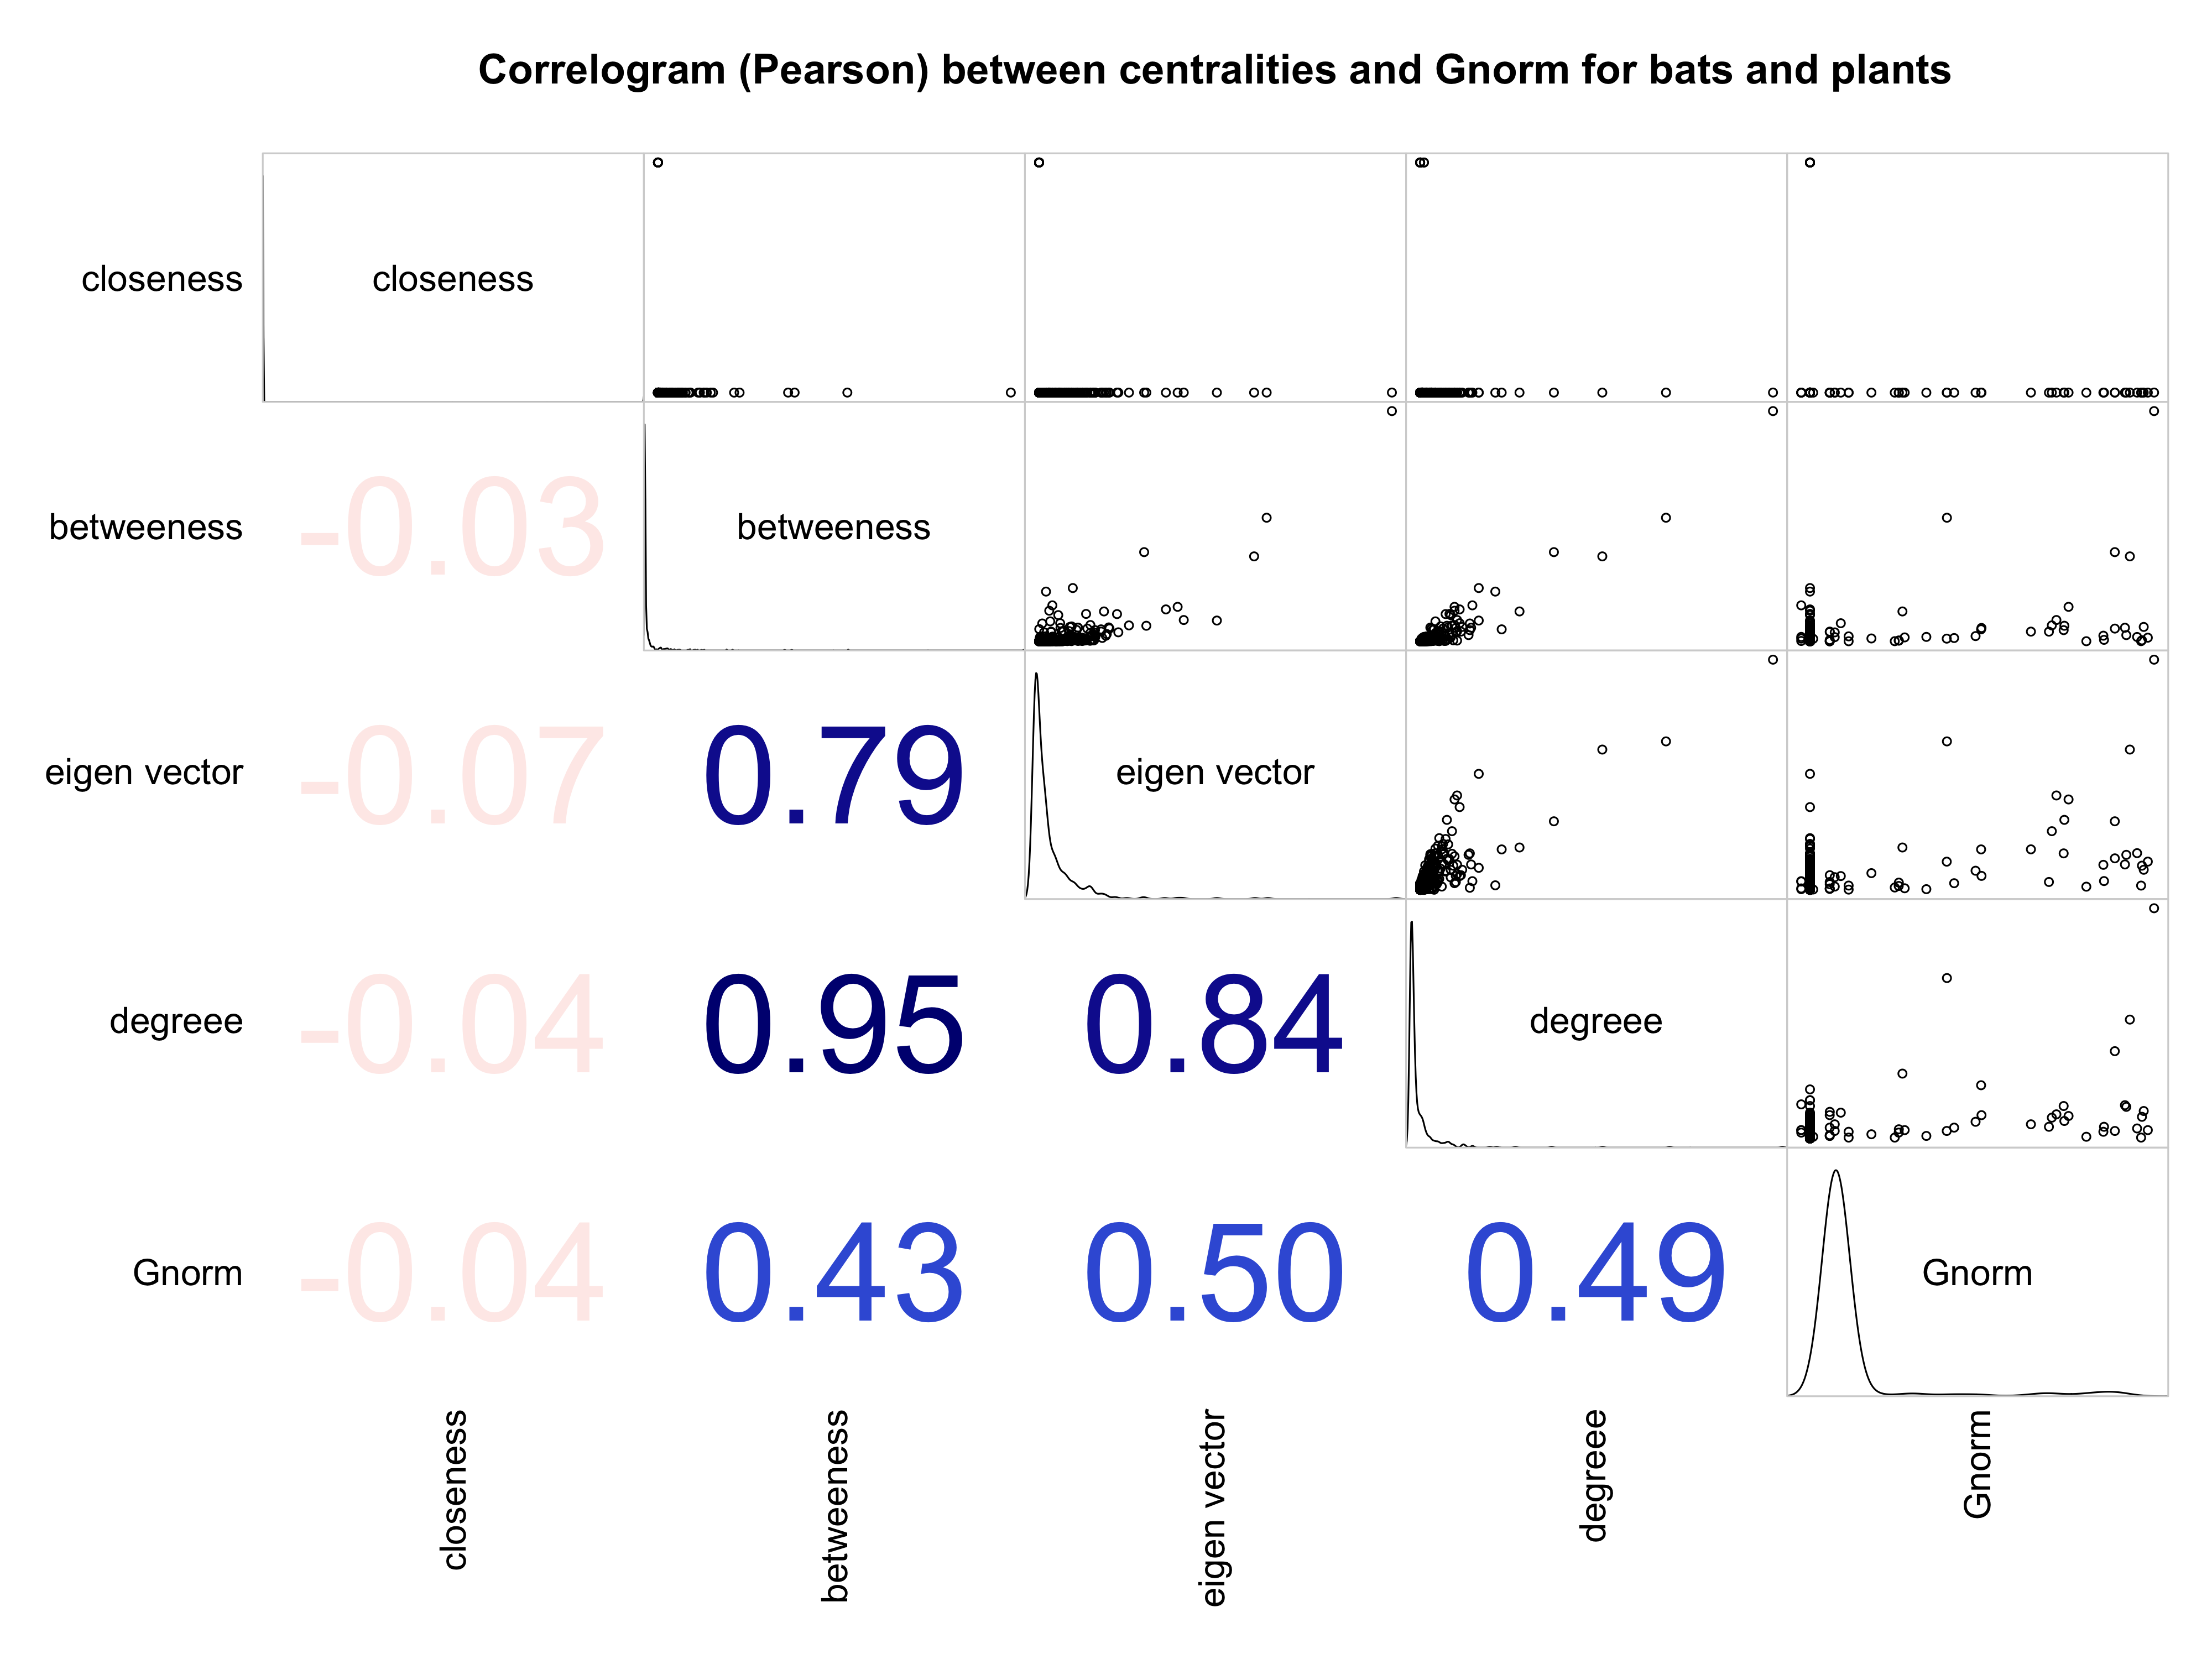 Correlogram (Pearson) between centralities and Gnorm for bats and plants
closeness closeness
betweeness -0.03 betweeness
eigen vector -0.07 0.79 eigen vector
degreee -0.04 0.95 0.84 degreee
Gnorm -0.04 0.43 0.50 0.49 Gnorm
closeness betweeness eigen vector degreee Gnorm